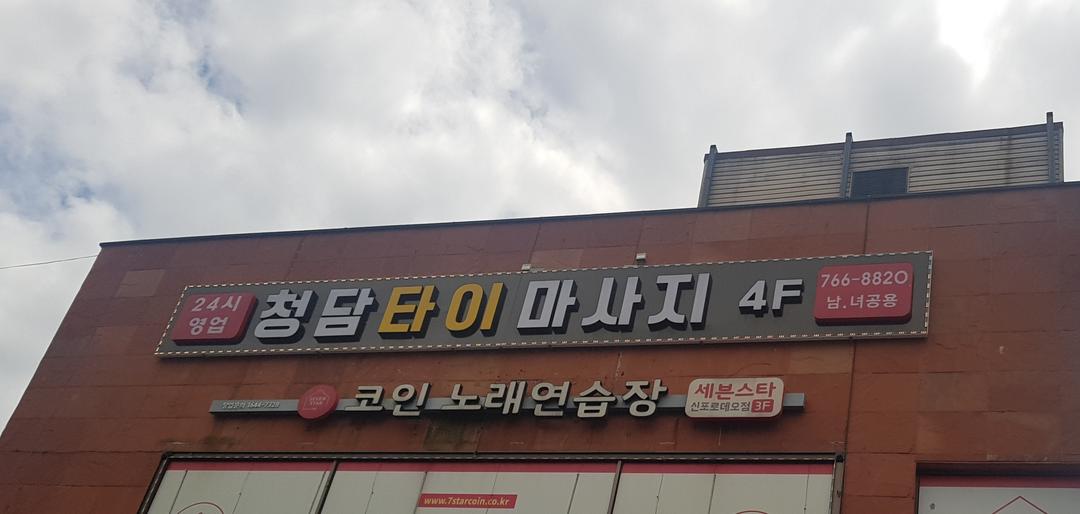 24시
영업
청담타이마사지 4F
766-8820
남.녀공용
코인 노래연습장
세븐스타
신포로데오점 3F
www.7starcoin.co.kr